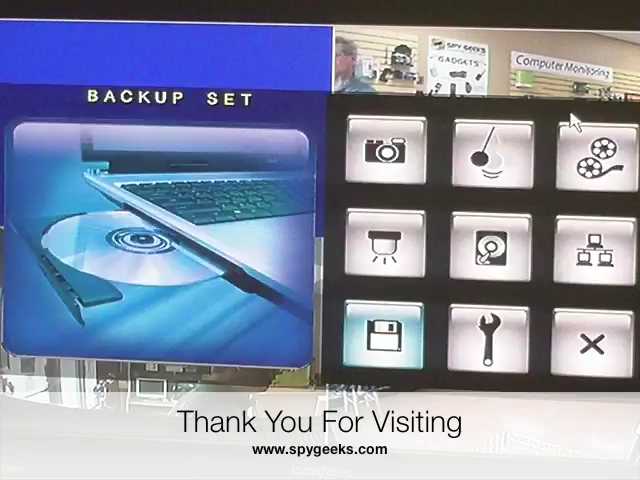 BACKUP SET
SPY GEEKS
GADGETS
Computer Monitoring
Thank You For Visiting
www.spygeeks.com